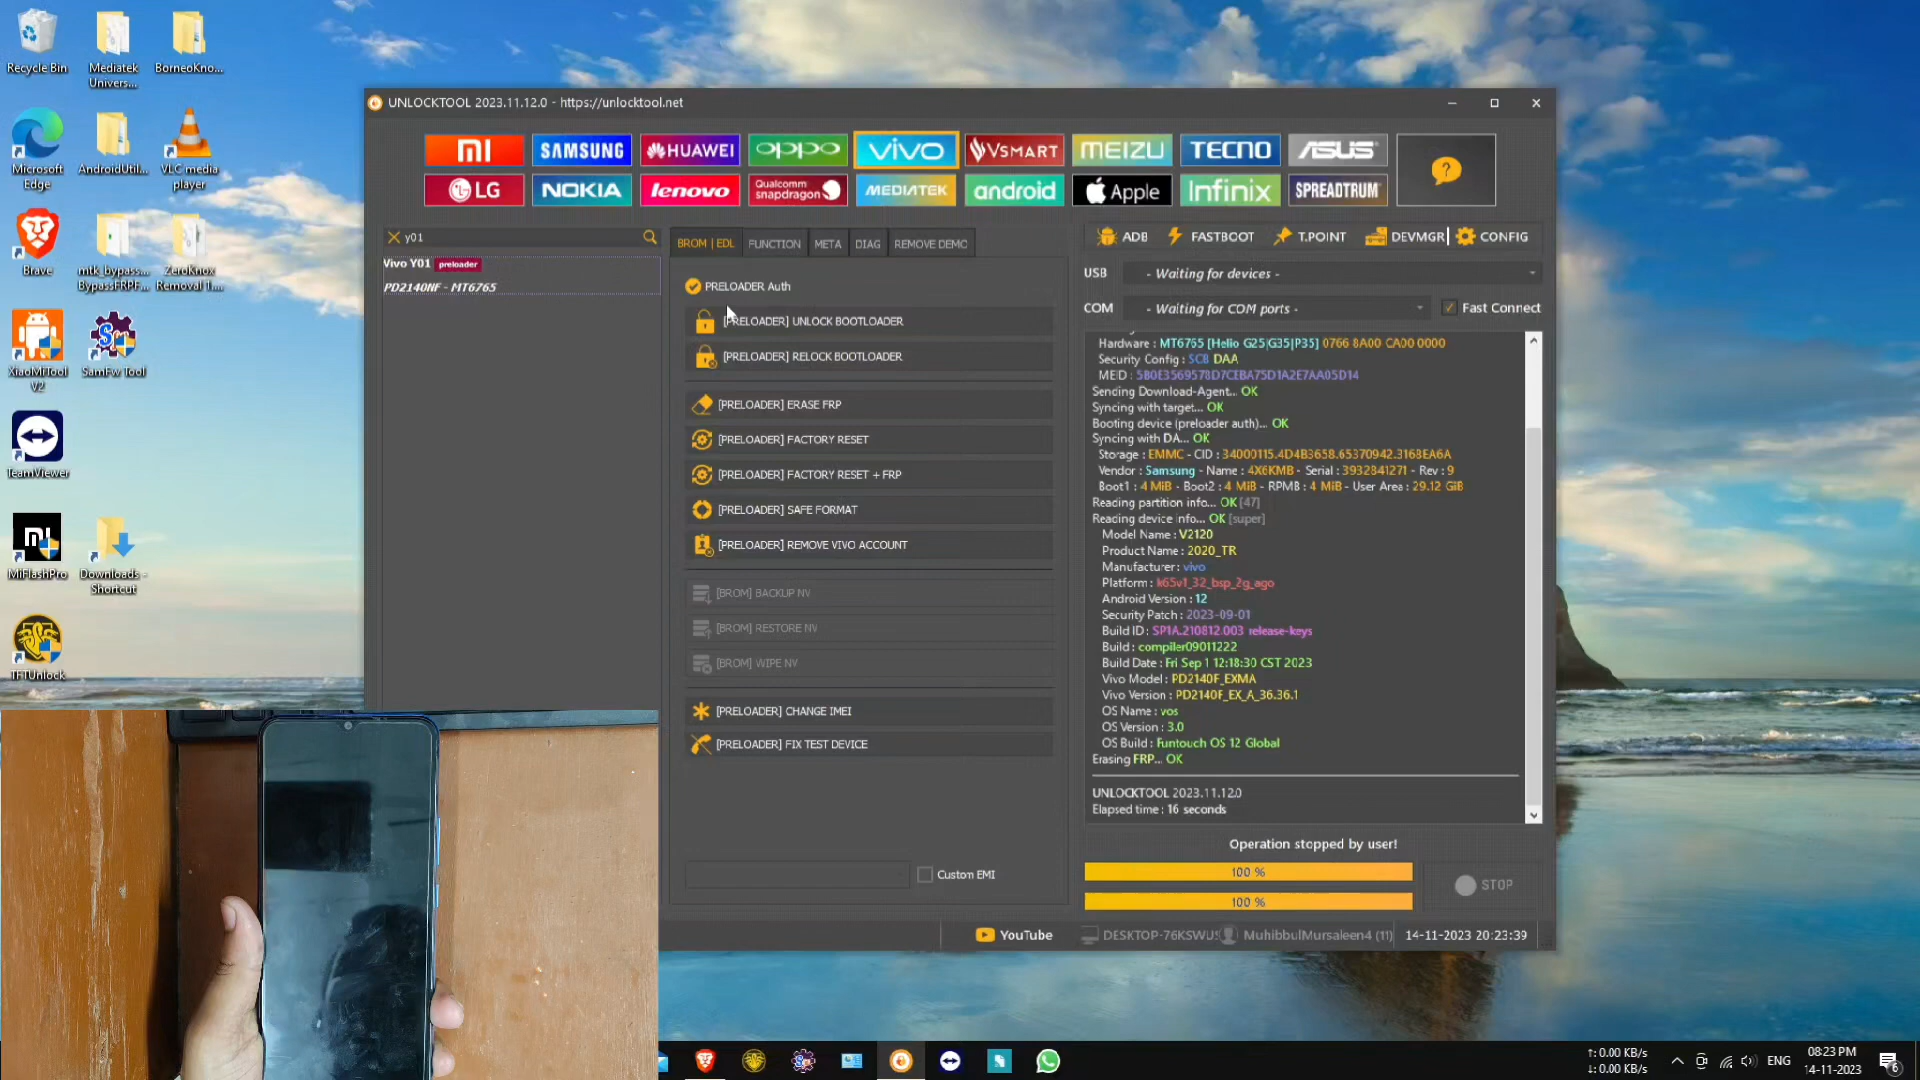 Recycle Bin
Mediatek
Univers...
BorneoKno...
Microsoft
Edge
AndroidUtil...
VLC media
player
Brave
mtk_bypass...
BypassFRPF...
ZeroKnox
Removal 1....
XiaoMiTool
V2
SamFw Tool
TeamViewer
MiFlashPro
Downloads -
Shortcut
TFTUnlock
UNLOCKTOOL 2023.11.12.0 - https://unlocktool.net
MI
SAMSUNG
HUAWEI
oppo
vivo
VSMART
MEIZU
TECNO
ASUS
?
LG
NOKIA
lenovo
Qualcomm
snapdragon
MEDIATEK
android
Apple
Infinix
SPREADTRUM
y01
Vivo Y01 preloader
PD2140NF - MT6765
BROM | EDL
FUNCTION
META
DIAG
REMOVE DEMO
PRELOADER Auth
[PRELOADER] UNLOCK BOOTLOADER
[PRELOADER] RELOCK BOOTLOADER
[PRELOADER] ERASE FRP
[PRELOADER] FACTORY RESET
[PRELOADER] FACTORY RESET + FRP
[PRELOADER] SAFE FORMAT
[PRELOADER] REMOVE VIVO ACCOUNT
[BROM] BACKUP NV
[BROM] RESTORE NV
[BROM] WIPE NV
[PRELOADER] CHANGE IMEI
[PRELOADER] FIX TEST DEVICE
Custom EMI
ADB
FASTBOOT
T.POINT
DEVMGR
CONFIG
USB - Waiting for devices -
COM - Waiting for COM ports -
Fast Connect
Hardware : MT6765 [Helio G25|G35|P35] 0766 8A00 CA00 0000
Security Config : SCB DAA
MEID : 5B0E3569578D7CEBA75D1A2E7AA05D14
Sending Download-Agent... OK
Syncing with target... OK
Booting device (preloader auth)... OK
Syncing with DA... OK
Storage : EMMC - CID : 34000115.4D4B3658.65370942.3168EA6A
Vendor : Samsung - Name : 4X6KMB - Serial : 3932841271 - Rev : 9
Boot1 : 4 MiB - Boot2 : 4 MiB - RPMB : 4 MiB - User Area : 29.12 GiB
Reading partition info... OK [47]
Reading device info... OK [super]
Model Name : V2120
Product Name : 2020_TR
Manufacturer : vivo
Platform : k65v1_32_bsp_2g_ago
Android Version : 12
Security Patch : 2023-09-01
Build ID : SP1A.210812.003 release-keys
Build : compiler09011222
Build Date : Fri Sep 1 12:18:30 CST 2023
Vivo Model : PD2140F_EXMA
Vivo Version : PD2140F_EX_A_36.36.1
OS Name : vos
OS Version : 3.0
OS Build : Funtouch OS 12 Global
Erasing FRP... OK
UNLOCKTOOL 2023.11.12.0
Elapsed time : 16 seconds
Operation stopped by user!
100 %
100 %
STOP
YouTube
DESKTOP-76KSWUS
MuhibbulMursaleen4 (11)
14-11-2023 20:23:39
↑: 0.00 KB/s
↓: 0.00 KB/s
ENG
08:23 PM
14-11-2023
6